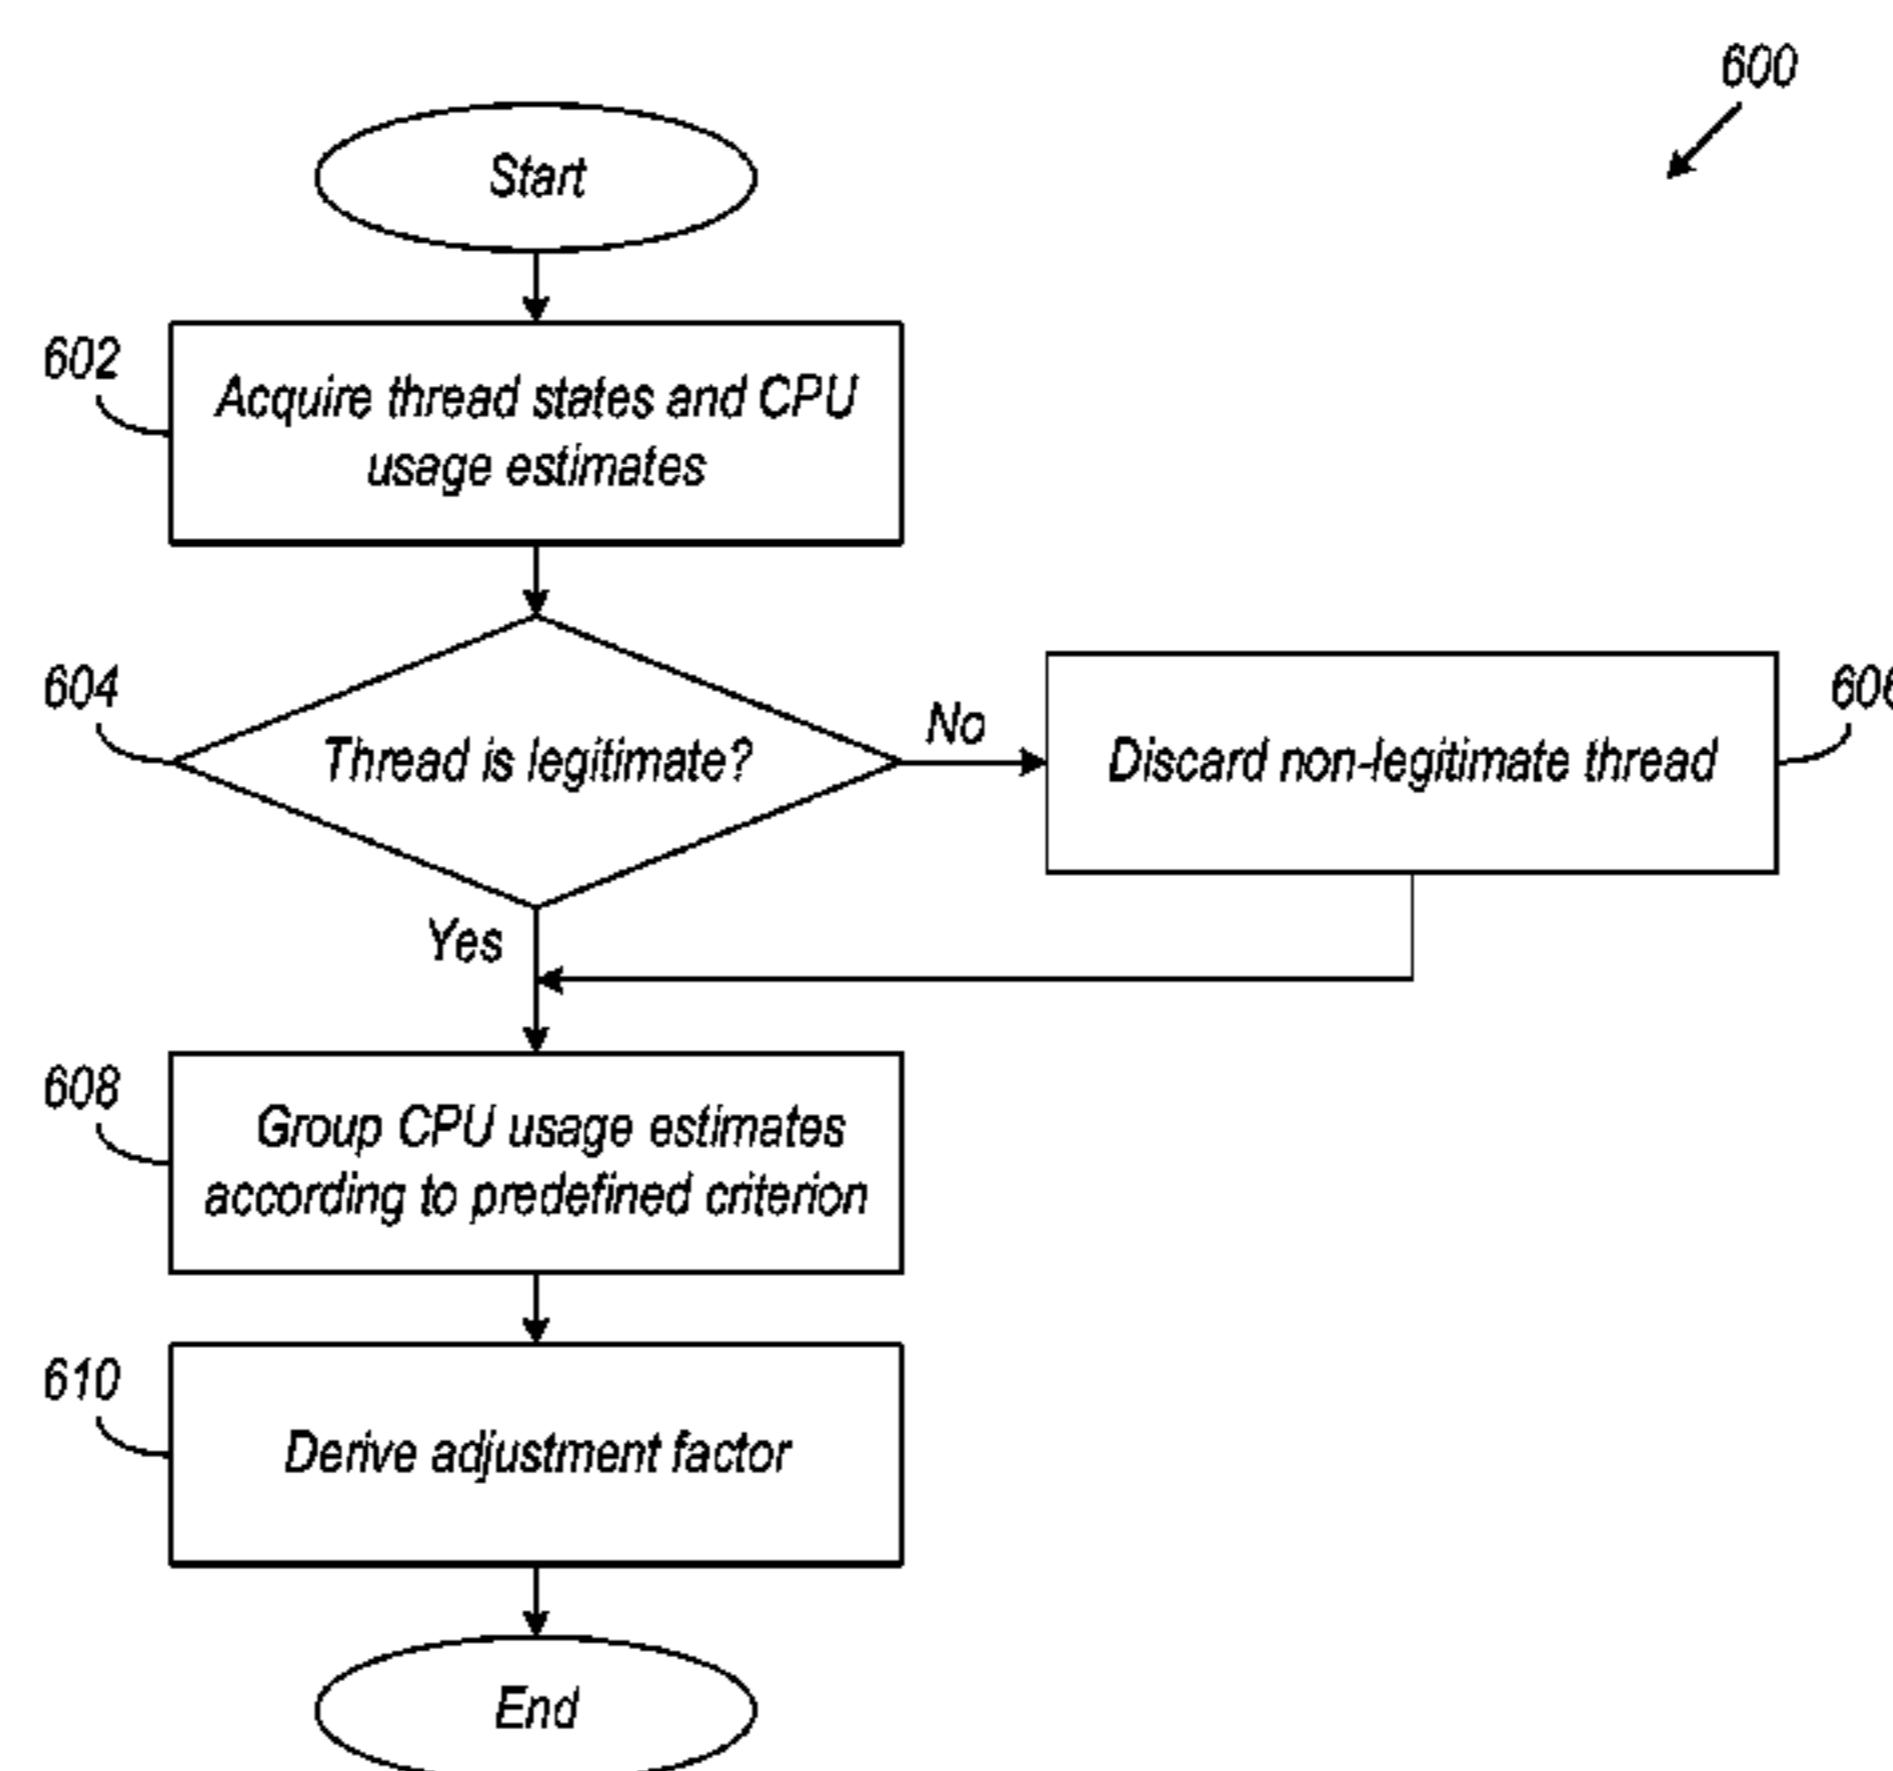 600
Start
602
Acquire thread states and CPU
usage estimates
604
Thread is legitimate?
No
Discard non-legitimate thread
606
Yes
608
Group CPU usage estimates
according to predefined criterion
610
Derive adjustment factor
End